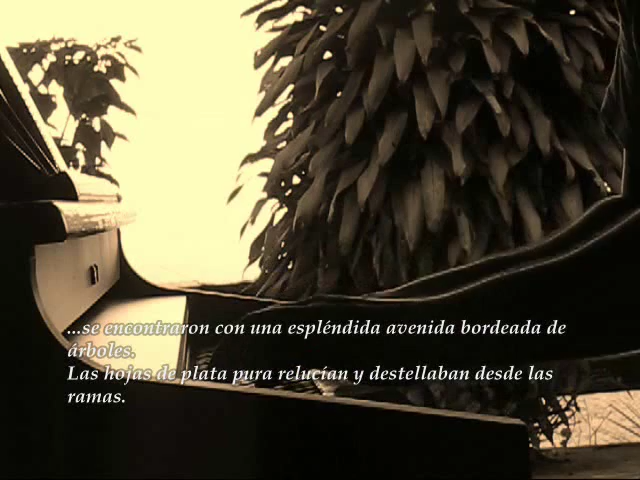 ...se encontraron con una espléndida avenida bordeada de
árboles.
Las hojas de plata pura relucían y destellaban desde las
ramas.